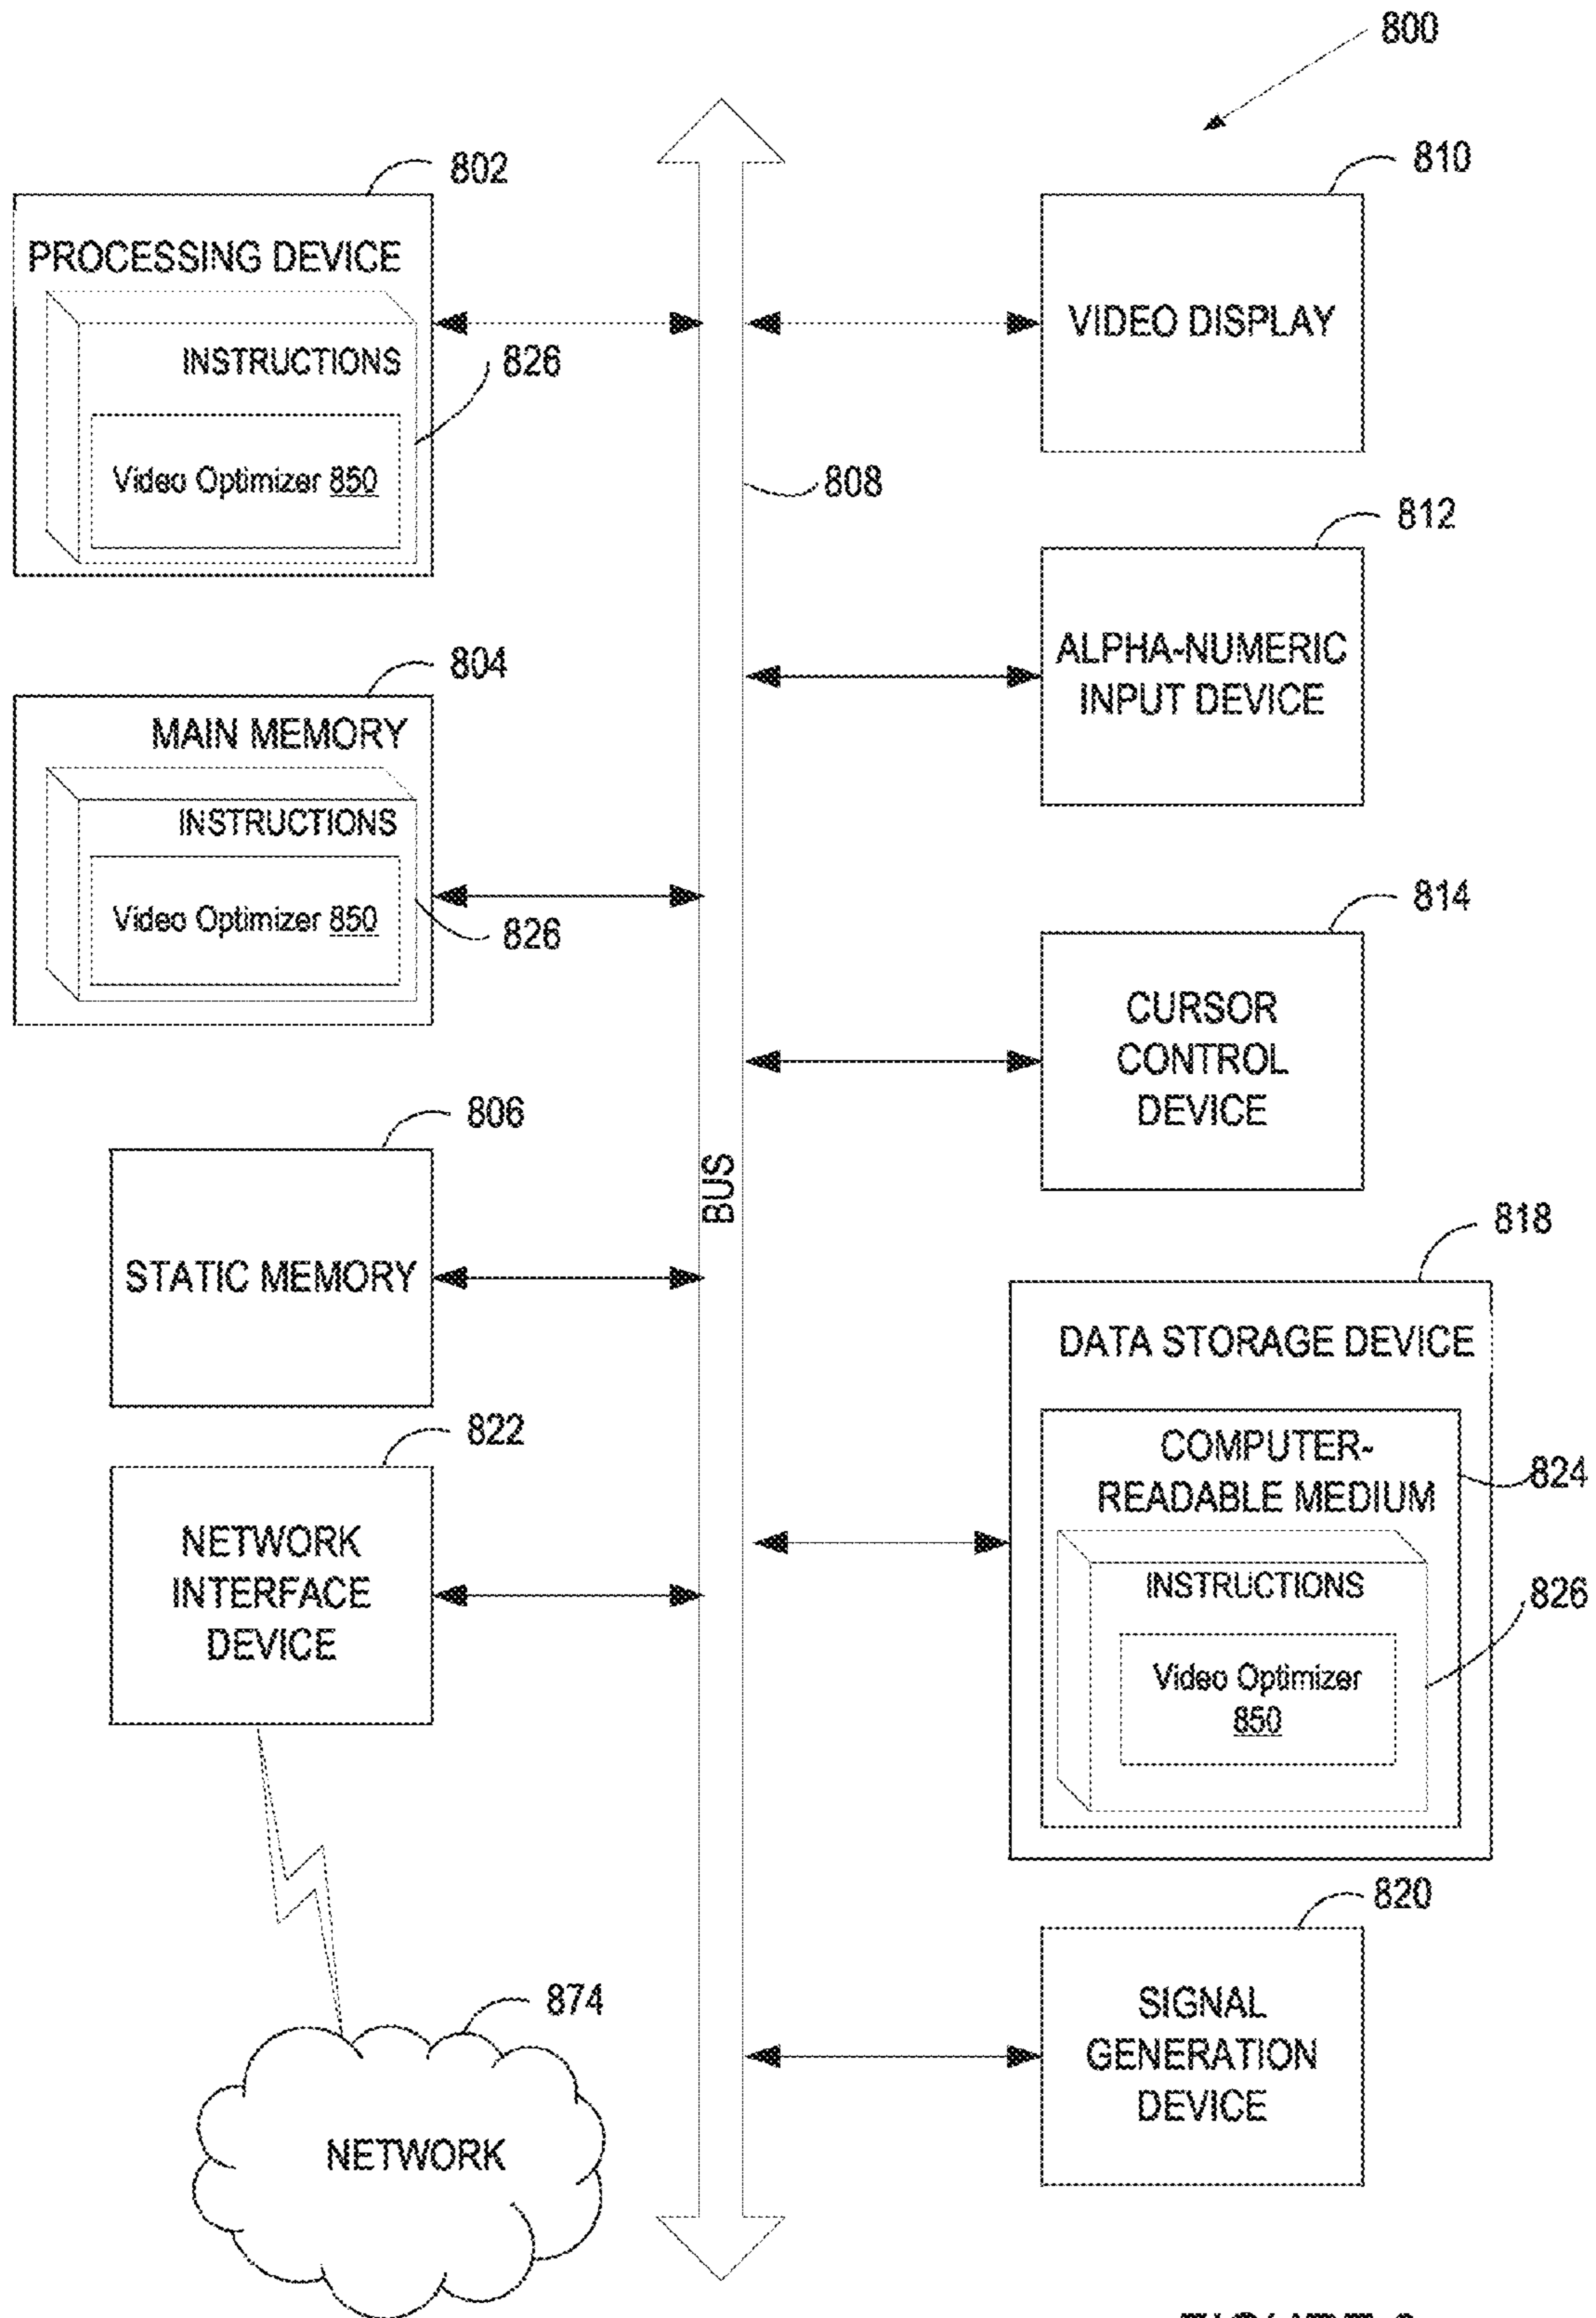 800
802
PROCESSING DEVICE
INSTRUCTIONS
826
Video Optimizer 850
804
MAIN MEMORY
INSTRUCTIONS
Video Optimizer 850
826
806
STATIC MEMORY
822
NETWORK
INTERFACE
DEVICE
874
NETWORK
808
BUS
810
VIDEO DISPLAY
812
ALPHA-NUMERIC
INPUT DEVICE
814
CURSOR
CONTROL
DEVICE
818
DATA STORAGE DEVICE
COMPUTER-
READABLE MEDIUM
824
INSTRUCTIONS
826
Video Optimizer
850
820
SIGNAL
GENERATION
DEVICE